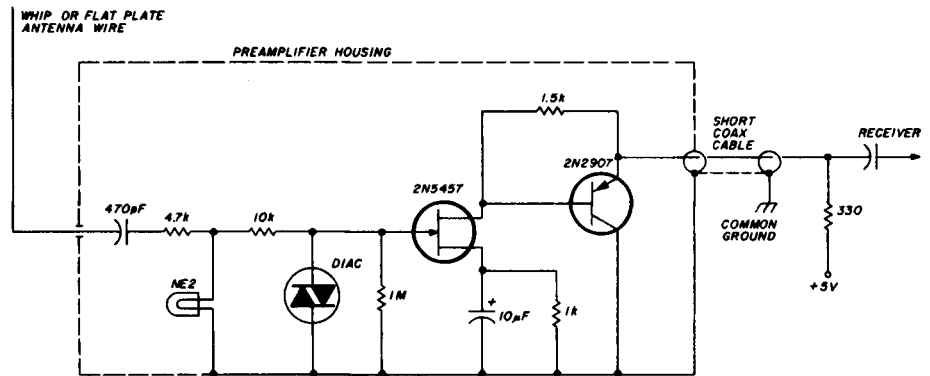 WHIP OR FLAT PLATE
ANTENNA WIRE
PREAMPLIFIER HOUSING
1.5k
SHORT
COAX
CABLE
RECEIVER
2N2907
2N5457
470pF
4.7k
10k
330
COMMON
GROUND
DIAC
NE2
1M
+
10µF
1k
+5V